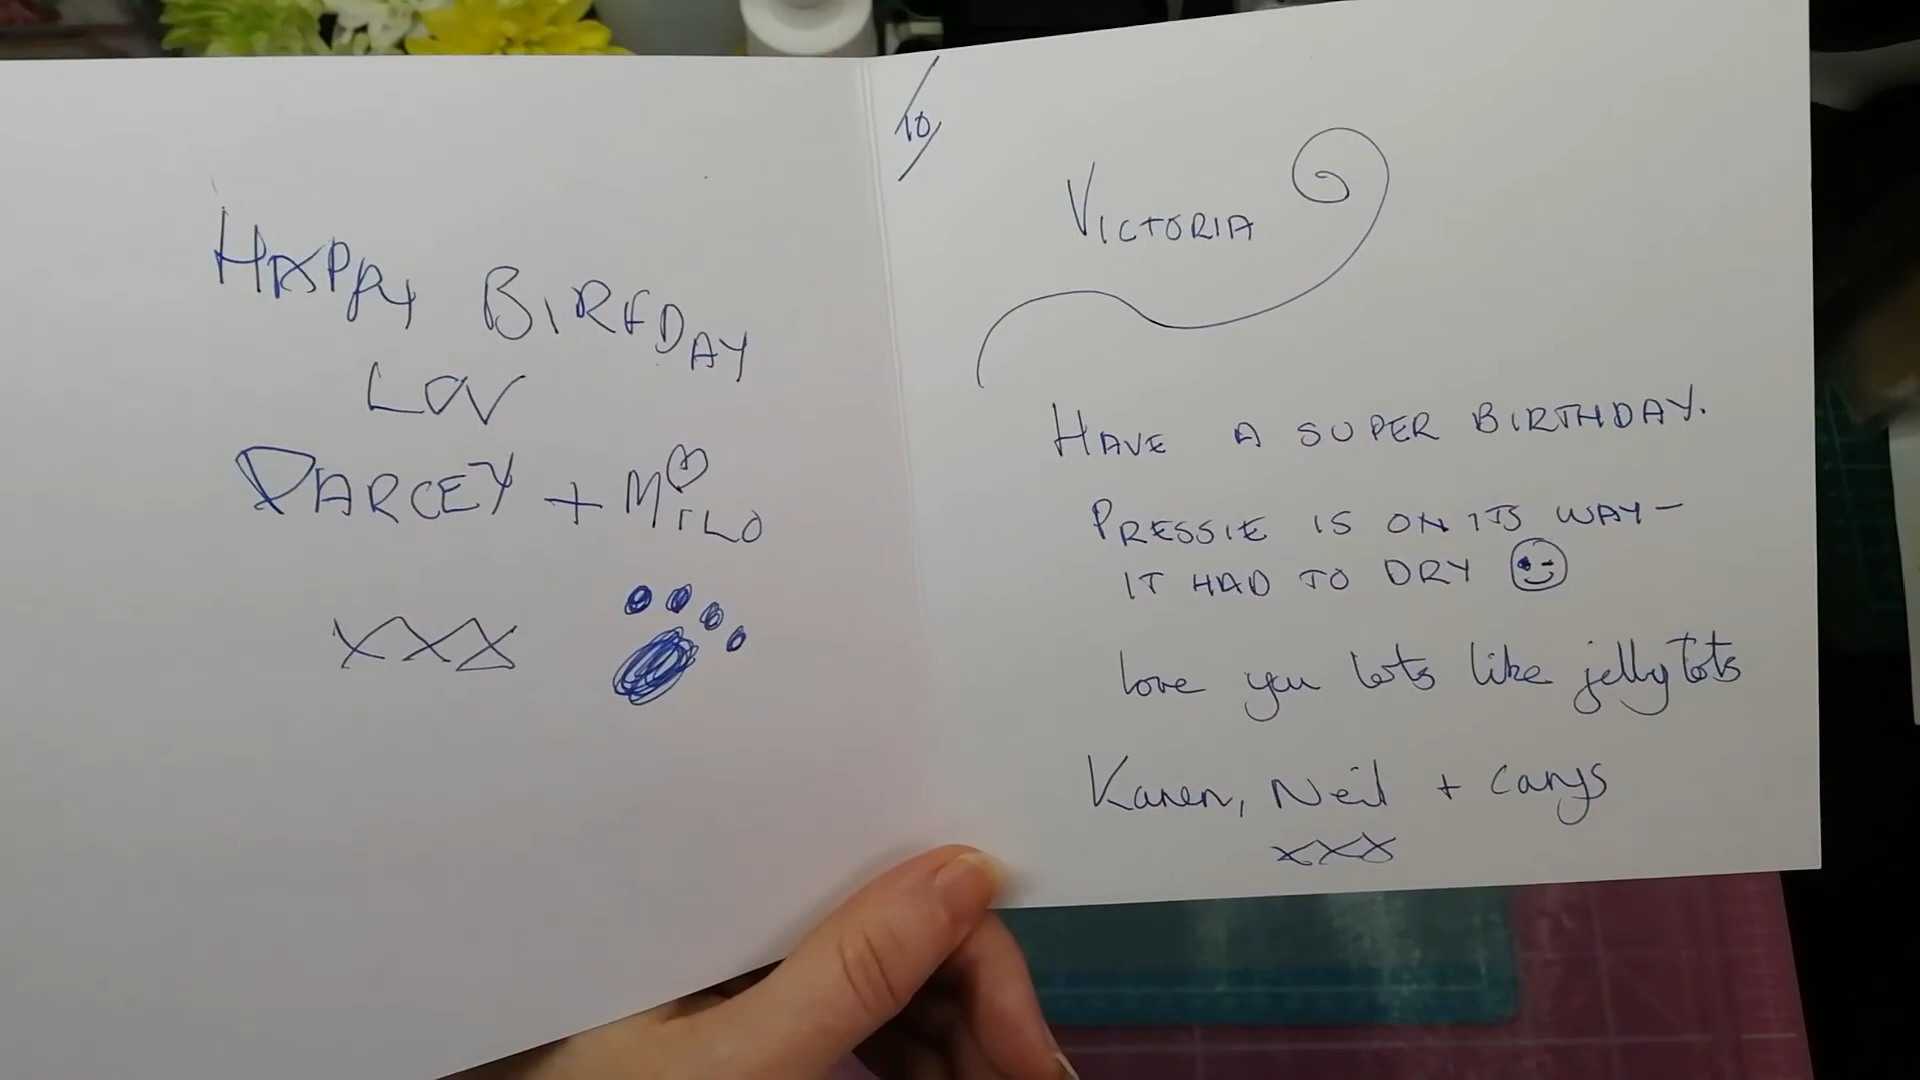 HAPPY BIRFDAY
LOV
DARCEY + MILO
XXX
10
VICTORIA
HAVE A SUPER BIRTHDAY.
PRESSIE IS ON ITS WAY –
IT HAD TO DRY
love you lots like jelly tots
Karen, Neil + Carys
xxx